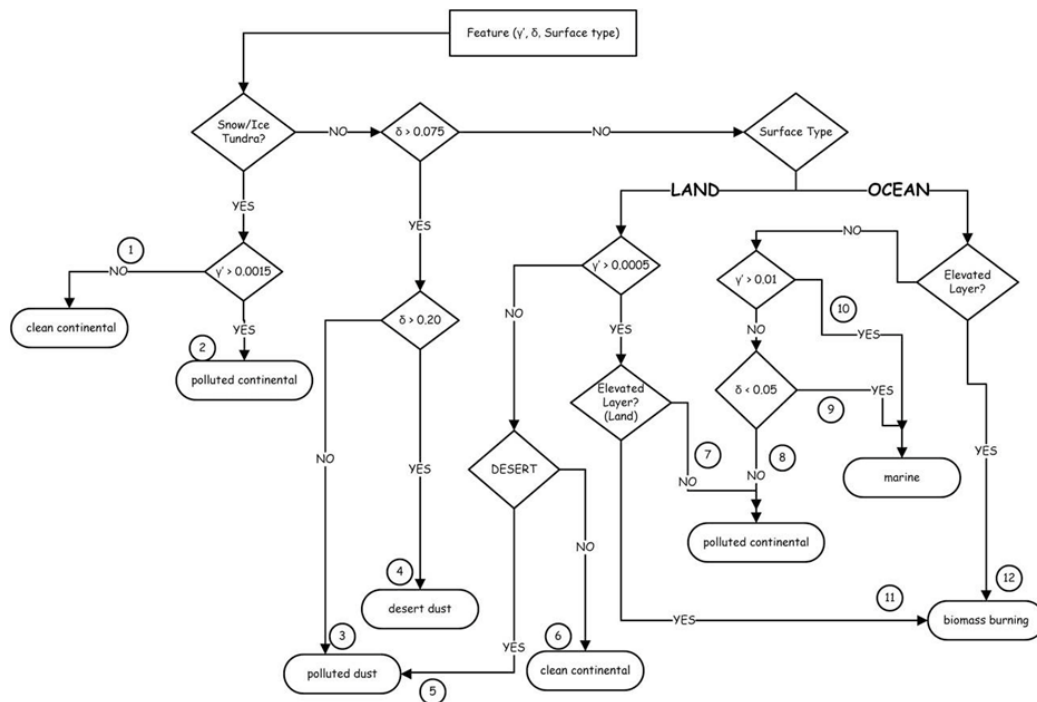 Feature (γ', δ, Surface type)
Snow/Ice
Tundra?
NO
δ > 0.075
NO
Surface Type
LAND
OCEAN
YES
YES
NO
1
NO
γ' > 0.0015
γ' > 0.0005
γ' > 0.01
Elevated
Layer?
clean continental
YES
δ > 0.20
NO
YES
10
NO
YES
2
polluted continental
Elevated
Layer?
(Land)
δ < 0.05
YES
9
NO
YES
DESERT
7
8
YES
NO
NO
marine
polluted continental
NO
4
desert dust
11
12
YES
biomass burning
3
YES
6
polluted dust
5
clean continental